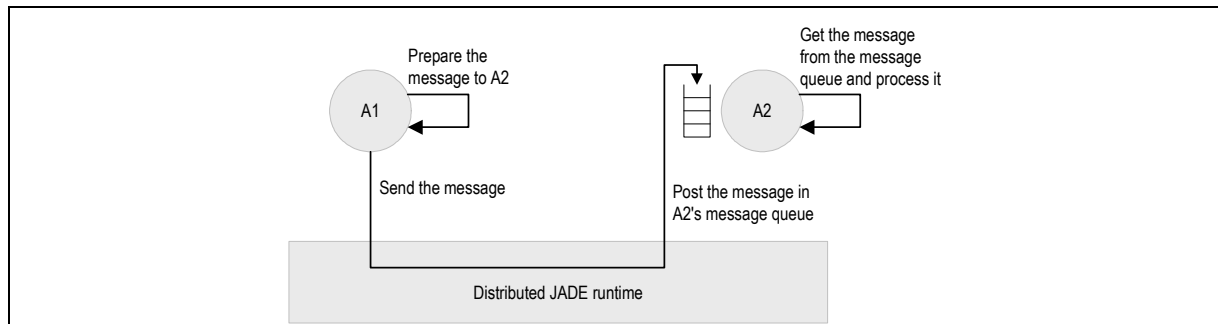 Prepare the
message to A2
A1
Send the message
Get the message
from the message
queue and process it
A2
Post the message in
A2's message queue
Distributed JADE runtime